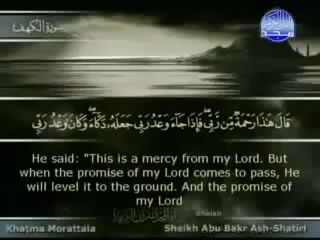 سورة الكهف
المجد
قَالَ هَٰذَا رَحْمَةٌ مِّن رَّبِّي ۖ فَإِذَا جَاءَ وَعْدُ رَبِّي جَعَلَهُ دَكَّاءَ ۖ وَكَانَ وَعْدُ رَبِّي
He said: "This is a mercy from my Lord. But
when the promise of my Lord comes to pass, He
will level it to the ground. And the promise of
my Lord
Sheikh
Khatma Morattala
Sheikh Abu Bakr Ash-Shatiri